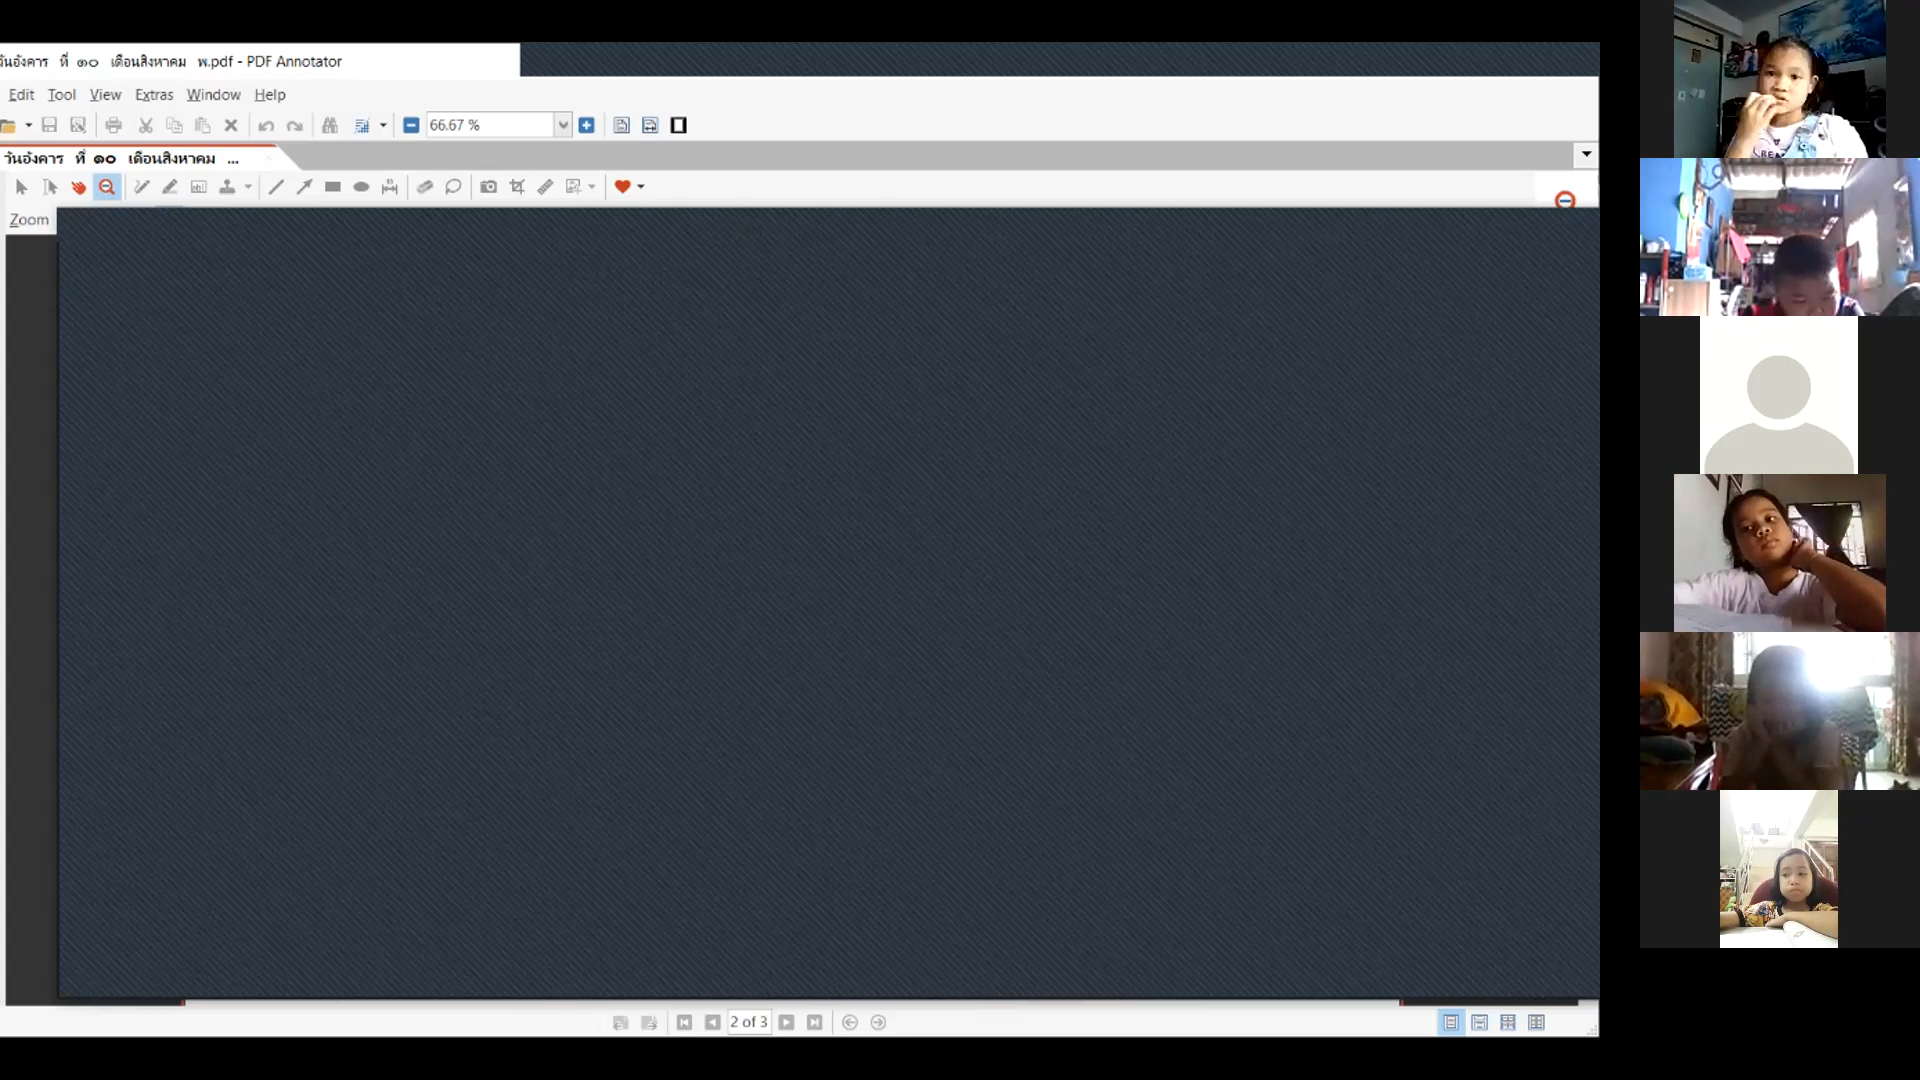 วันอังคาร ที่ ๑๐ เดือนสิงหาคม พ.pdf - PDF Annotator
Edit Tool View Extras Window Help
66.67 %
วันอังคาร ที่ ๑๐ เดือนสิงหาคม ...
Zoom
2 of 3